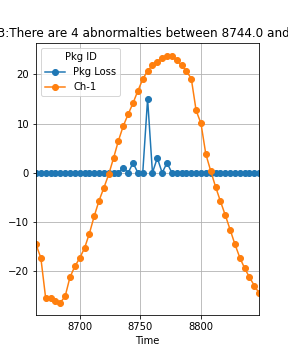 3:There are 4 abnormalties between 8744.0 and
Pkg ID
Pkg Loss
Ch-1
20
10
0
−10
−20
8700 8750 8800
Time